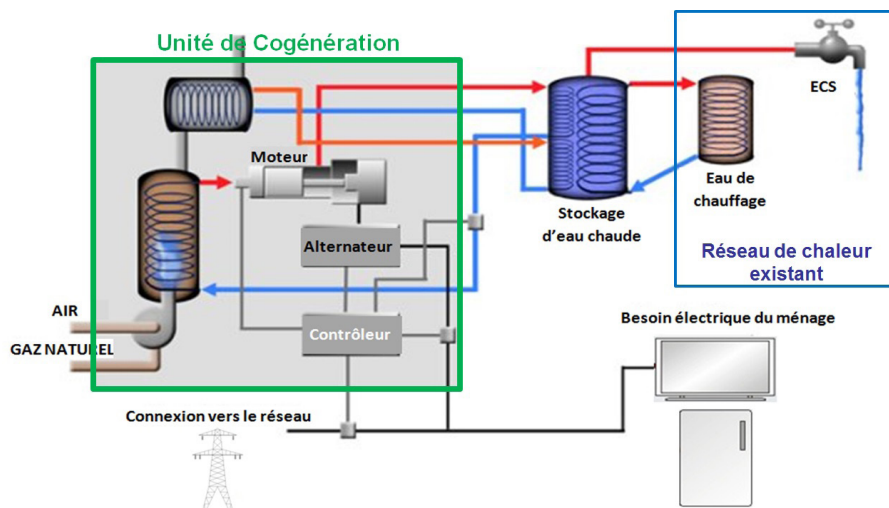 Unité de Cogénération
ECS
Moteur
Eau de
chauffage
Stockage
d'eau chaude
Alternateur
Réseau de chaleur
existant
AIR
Contrôleur
Besoin électrique du ménage
GAZ NATUREL
Connexion vers le réseau